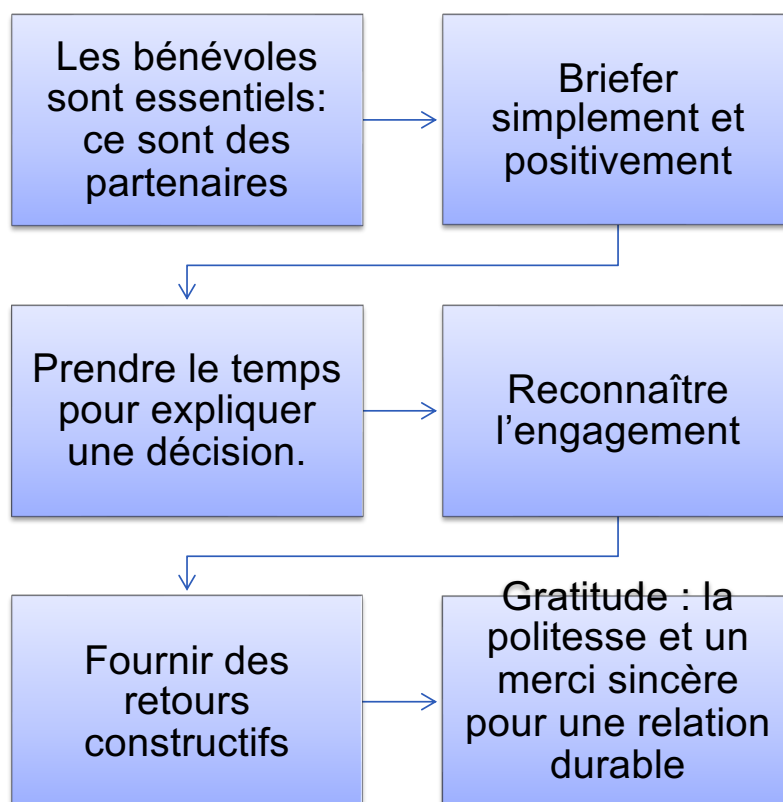 Les bénévoles
sont essentiels:
ce sont des
partenaires
Briefer
simplement et
positivement
Prendre le temps
pour expliquer
une décision.
Reconnaître
l’engagement
Fournir des
retours
constructifs
Gratitude : la
politesse et un
merci sincère
pour une relation
durable